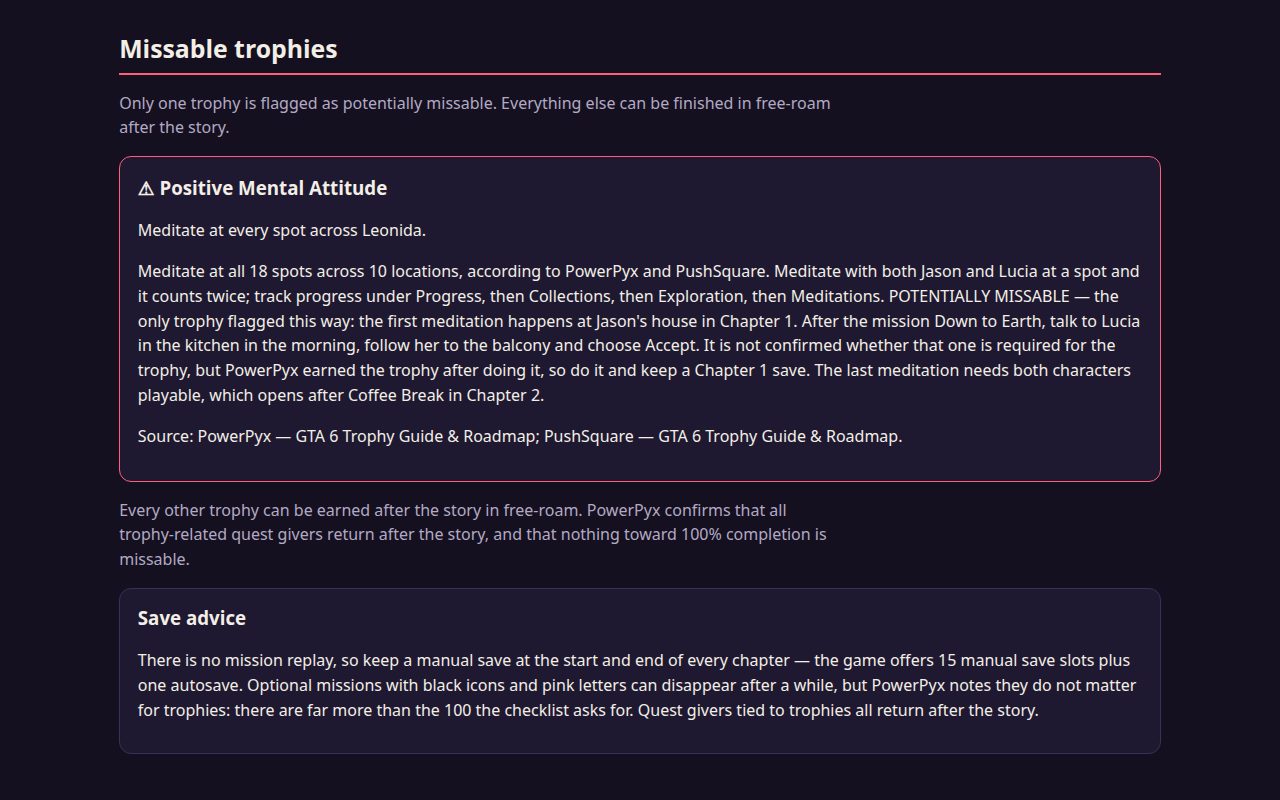 Missable trophies
Only one trophy is flagged as potentially missable. Everything else can be finished in free-roam
after the story.
⚠ Positive Mental Attitude
Meditate at every spot across Leonida.
Meditate at all 18 spots across 10 locations, according to PowerPyx and PushSquare. Meditate with both Jason and Lucia at a spot and
it counts twice; track progress under Progress, then Collections, then Exploration, then Meditations. POTENTIALLY MISSABLE — the
only trophy flagged this way: the first meditation happens at Jason's house in Chapter 1. After the mission Down to Earth, talk to Lucia
in the kitchen in the morning, follow her to the balcony and choose Accept. It is not confirmed whether that one is required for the
trophy, but PowerPyx earned the trophy after doing it, so do it and keep a Chapter 1 save. The last meditation needs both characters
playable, which opens after Coffee Break in Chapter 2.
Source: PowerPyx — GTA 6 Trophy Guide & Roadmap; PushSquare — GTA 6 Trophy Guide & Roadmap.
Every other trophy can be earned after the story in free-roam. PowerPyx confirms that all
trophy-related quest givers return after the story, and that nothing toward 100% completion is
missable.
Save advice
There is no mission replay, so keep a manual save at the start and end of every chapter — the game offers 15 manual save slots plus
one autosave. Optional missions with black icons and pink letters can disappear after a while, but PowerPyx notes they do not matter
for trophies: there are far more than the 100 the checklist asks for. Quest givers tied to trophies all return after the story.